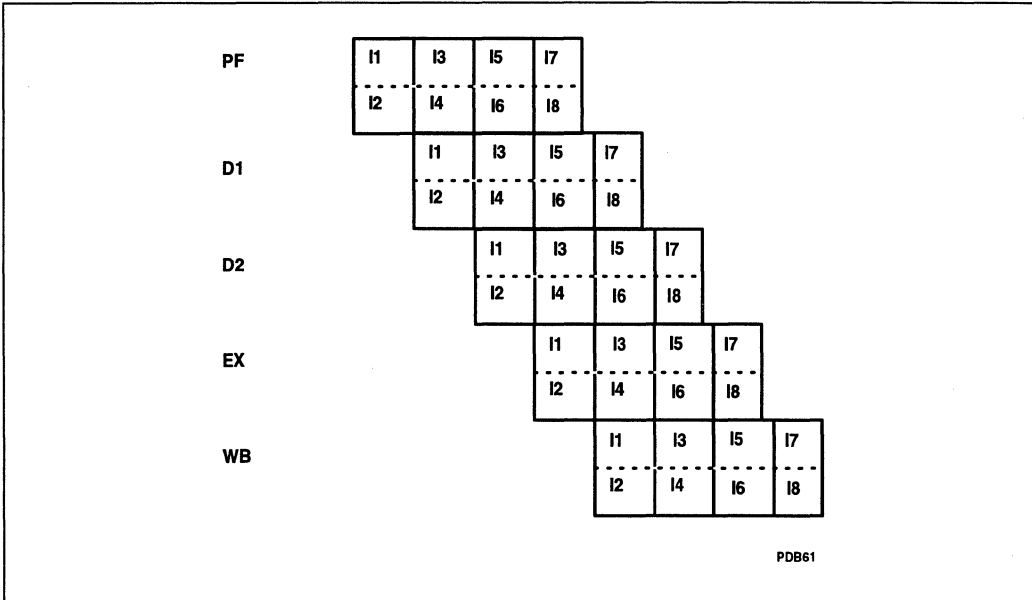 PF I1 I3 I5 I7
I2 I4 I6 I8
D1 I1 I3 I5 I7
I2 I4 I6 I8
D2 I1 I3 I5 I7
I2 I4 I6 I8
EX I1 I3 I5 I7
I2 I4 I6 I8
WB I1 I3 I5 I7
I2 I4 I6 I8
PDB61